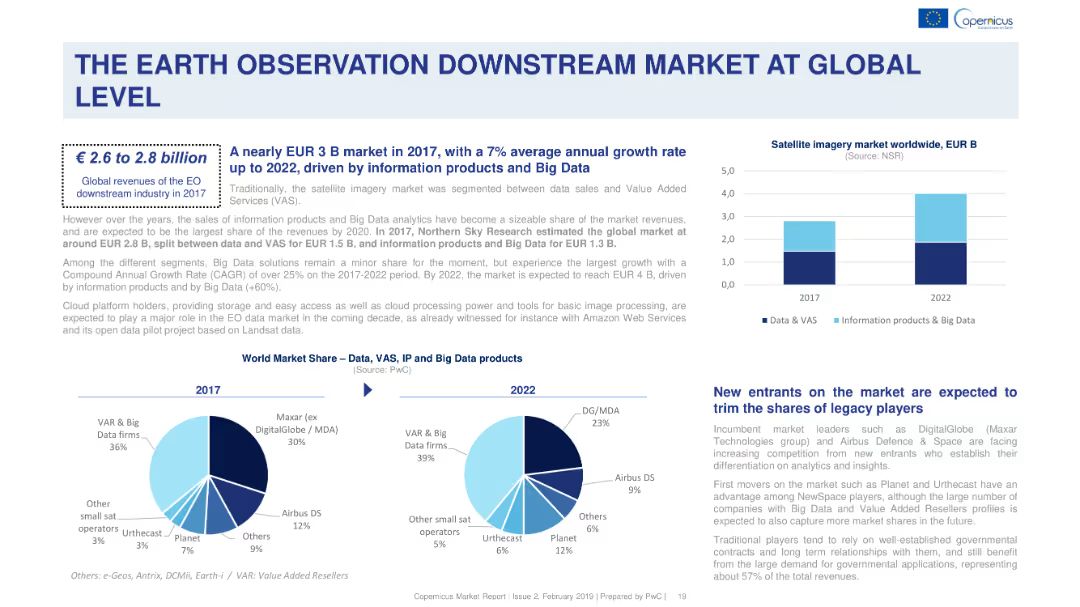 opernicus
THE EARTH OBSERVATION DOWNSTREAM MARKET AT GLOBAL
LEVEL
€ 2.6 to 2.8 billion
Global revenues of the EO
downstream industry in 2017
A nearly EUR 3 B market in 2017, with a 7% average annual growth rate
up to 2022, driven by information products and Big Data
Traditionally, the satellite imagery market was segmented between data sales and Value Added
Services (VAS).
However over the years, the sales of information products and Big Data analytics have become a sizeable share of the market revenues,
and are expected to be the largest share of the revenues by 2020. In 2017, Northern Sky Research estimated the global market at
around EUR 2.8 B, split between data and VAS for EUR 1.5 B, and information products and Big Data for EUR 1.3 B.
Among the different segments, Big Data solutions remain a minor share for the moment, but experience the largest growth with a
Compound Annual Growth Rate (CAGR) of over 25% on the 2017-2022 period. By 2022, the market is expected to reach EUR 4 B, driven
by information products and by Big Data (+60%).
Cloud platform holders, providing storage and easy access as well as cloud processing power and tools for basic image processing, are
expected to play a major role in the EO data market in the coming decade, as already witnessed for instance with Amazon Web Services
and its open data pilot project based on Landsat data.
Satellite imagery market worldwide, EUR B
(Source: NSR)
5,0
4,0
3,0
2,0
1,0
0,0
2017
2022
Data & VAS
Information products & Big Data
World Market Share – Data, VAS, IP and Big Data products
(Source: PwC)
2017
VAR & Big
Data firms
36%
Maxar (ex
DigitalGlobe / MDA)
30%
Other
small sat
operators
3%
Urthecast
3%
Planet
7%
Others
9%
Airbus DS
12%
2022
VAR & Big
Data firms
39%
DG/MDA
23%
Airbus DS
9%
Others
6%
Planet
12%
Urthecast
6%
Other small sat
operators
5%
Others: e-Geos, Antrix, DCMii, Earth-i / VAR: Value Added Resellers
New entrants on the market are expected to
trim the shares of legacy players
Incumbent market leaders such as DigitalGlobe (Maxar
Technologies group) and Airbus Defence & Space are facing
increasing competition from new entrants who establish their
differentiation on analytics and insights.
First movers on the market such as Planet and Urthecast have an
advantage among NewSpace players, although the large number of
companies with Big Data and Value Added Resellers profiles is
expected to also capture more market shares in the future.
Traditional players tend to rely on well-established governmental
contracts and long term relationships with them, and still benefit
from the large demand for governmental applications, representing
about 57% of the total revenues.
Copernicus Market Report | Issue 2, February 2019 | Prepared by PwC | 19